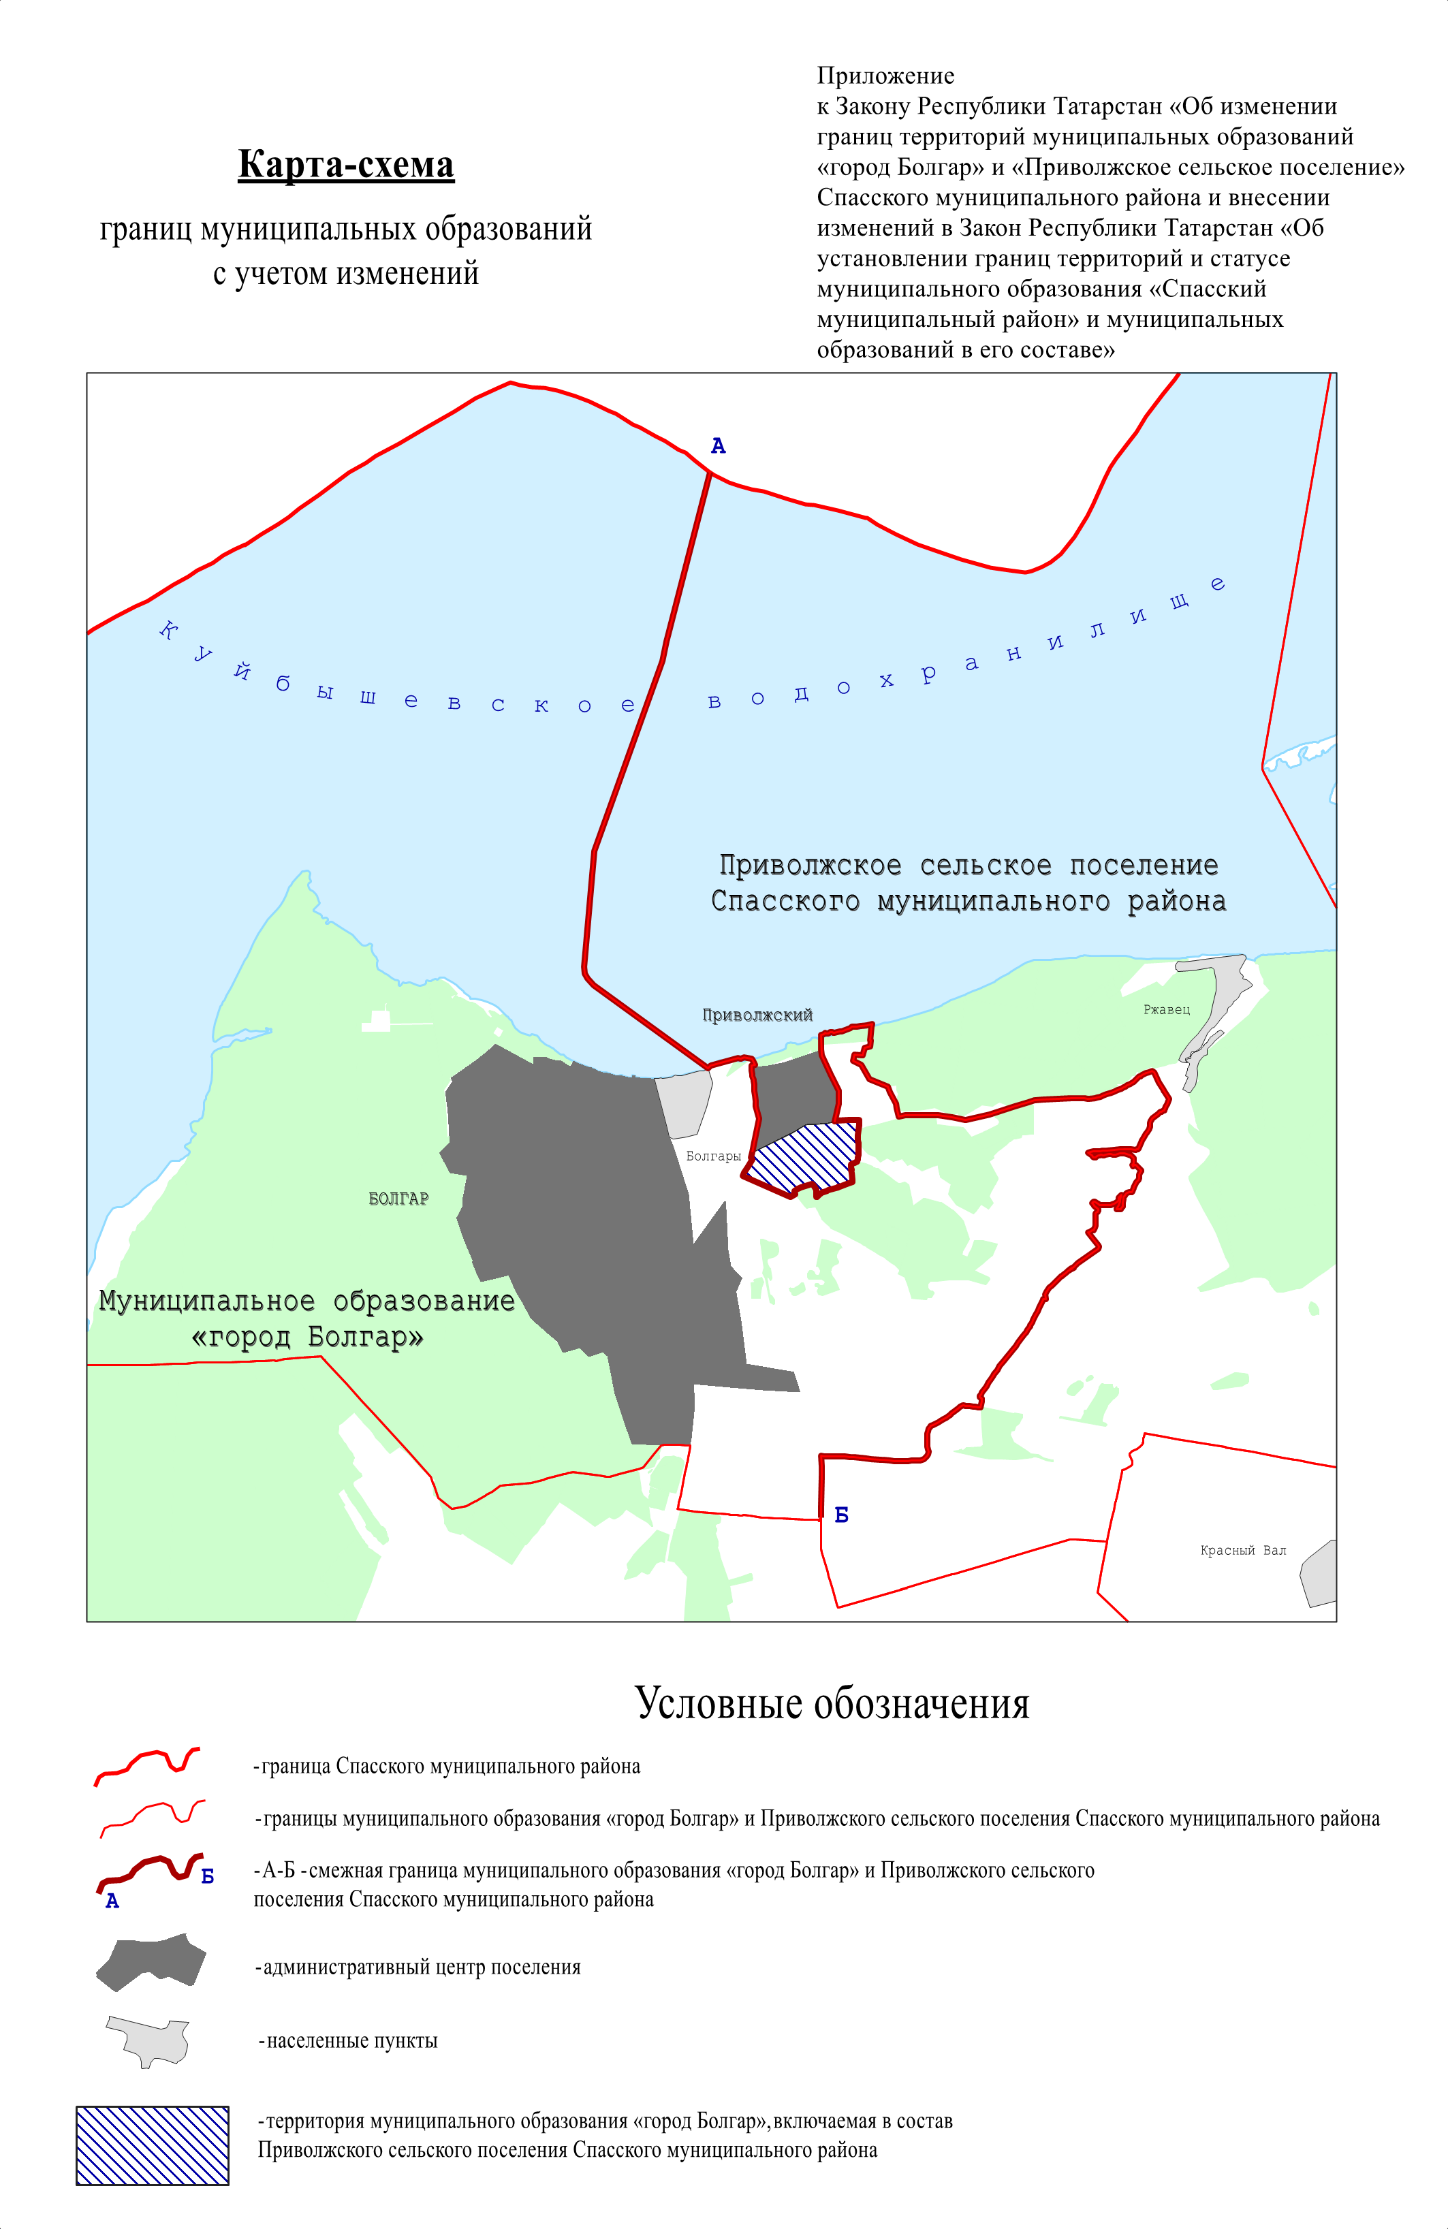 Приложение
к Закону Республики Татарстан «Об изменении
границ территорий муниципальных образований
«город Болгар» и «Приволжское сельское поселение»
Спасского муниципального района и внесении
изменений в Закон Республики Татарстан «Об
установлении границ территорий и статусе
муниципального образования «Спасский
муниципальный район» и муниципальных
образований в его составе»
Карта-схема
границ муниципальных образований
с учетом изменений
А
Куйбышевское водохранилище
Приволжское сельское поселение
Спасского муниципального района
Приволжский
Ржавец
Болгары
БОЛГАР
Муниципальное образование
«город Болгар»
Б
Красный Вал
Условные обозначения
-граница Спасского муниципального района
-границы муниципального образования «город Болгар» и Приволжского сельского поселения Спасского муниципального района
А
Б
-А-Б -смежная граница муниципального образования «город Болгар» и Приволжского сельского
поселения Спасского муниципального района
-административный центр поселения
-населенные пункты
-территория муниципального образования «город Болгар»,включаемая в состав
Приволжского сельского поселения Спасского муниципального района